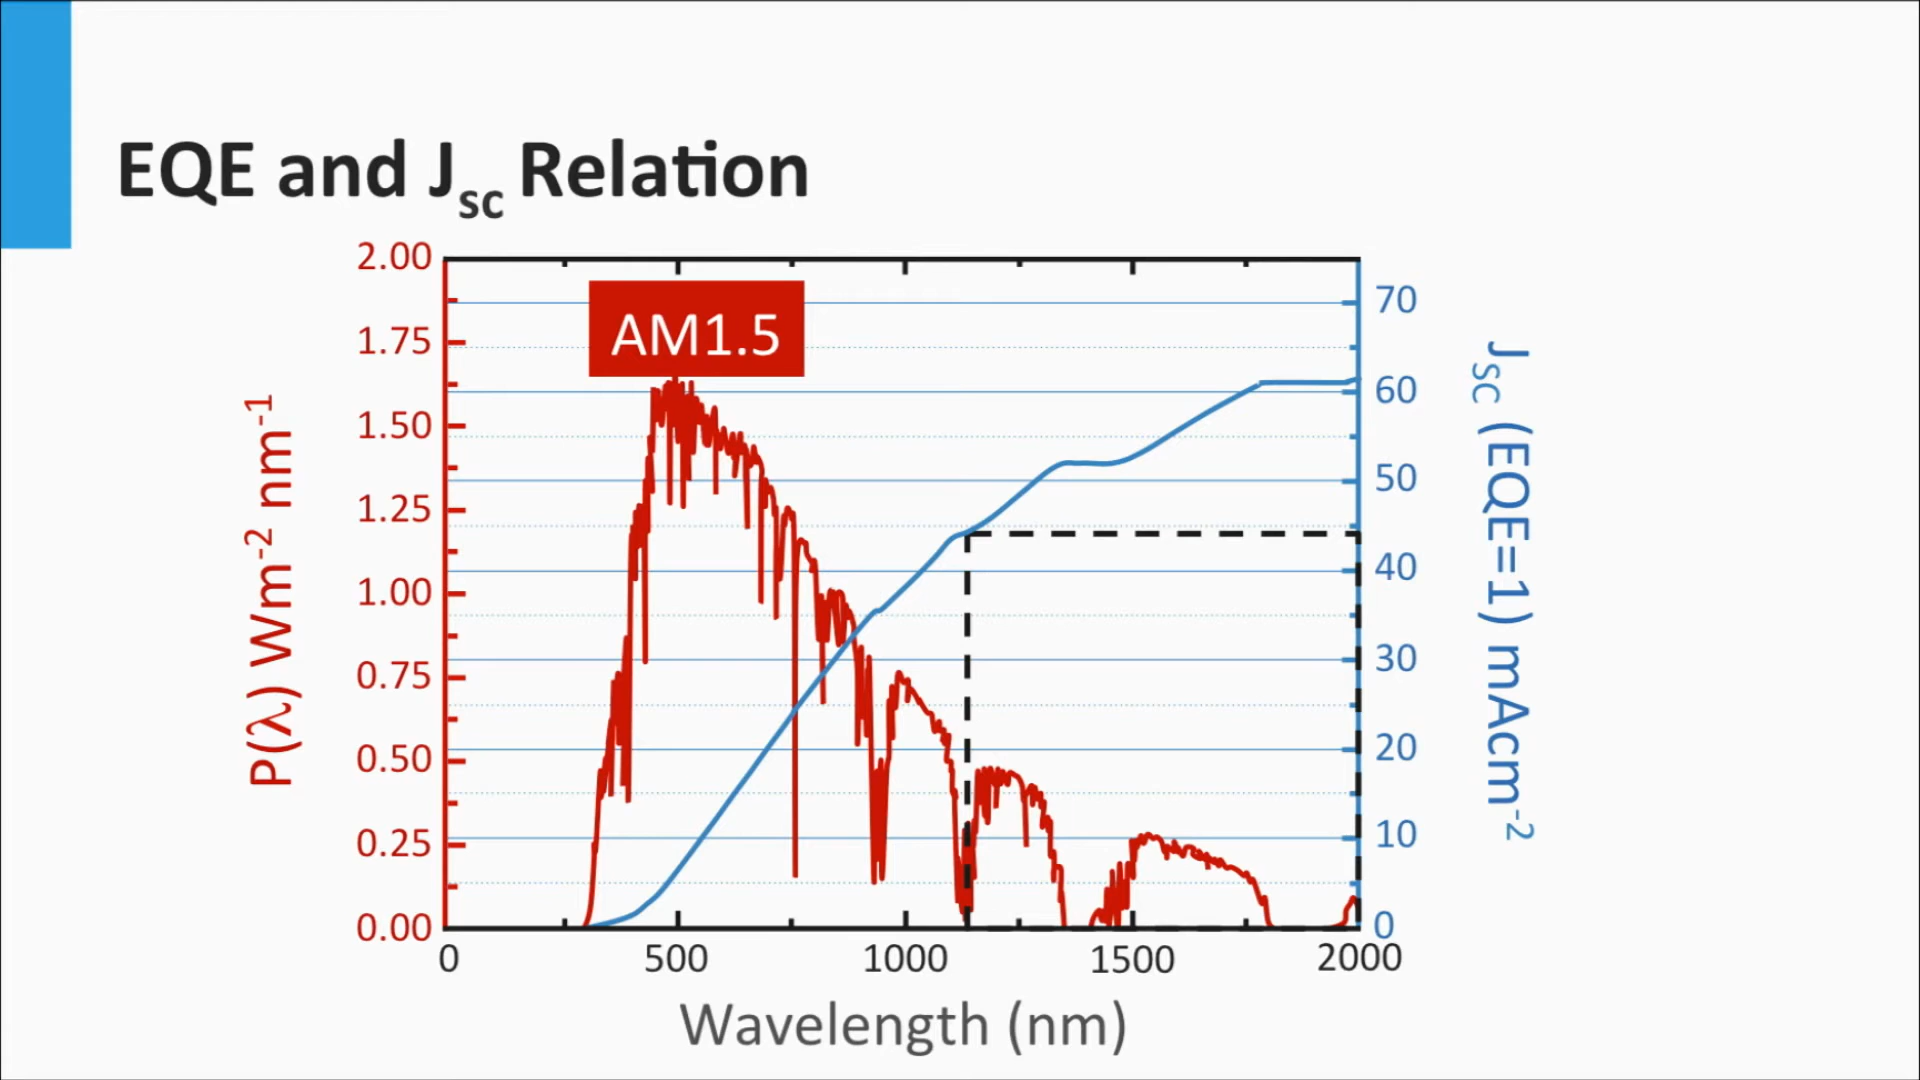 EQE and Jsc Relation
2.00
1.75
1.50
1.25
1.00
0.75
0.50
0.25
0.00
P(λ) Wm-2 nm-1
AM1.5
70
60
50
40
30
20
10
0
JSC (EQE=1) mAcm-2
0 500 1000 1500 2000
Wavelength (nm)